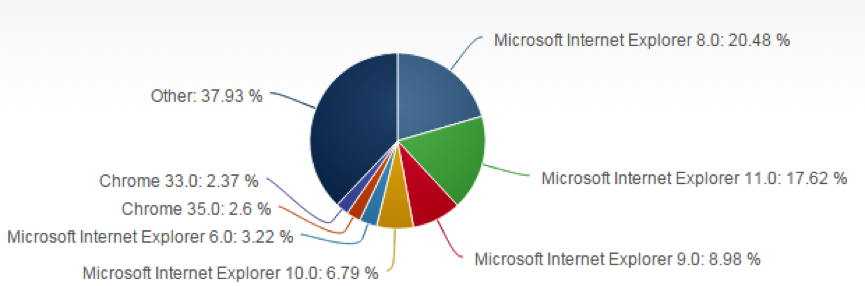 Microsoft Internet Explorer 8.0: 20.48 %
Other: 37.93 %
Microsoft Internet Explorer 11.0: 17.62 %
Chrome 33.0: 2.37 %
Chrome 35.0: 2.6 %
Microsoft Internet Explorer 6.0: 3.22 %
Microsoft Internet Explorer 9.0: 8.98 %
Microsoft Internet Explorer 10.0: 6.79 %